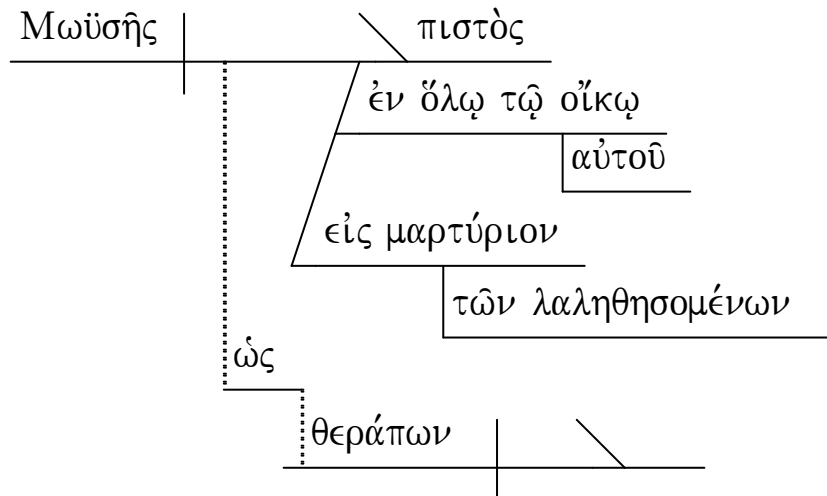 Μωϋσῆς πιστὸς
ἐν ὅλῳ τῷ οἴκῳ
αὐτοῦ
εἰς μαρτύριον
τῶν λαληθησομένων
ὡς
θεράπων